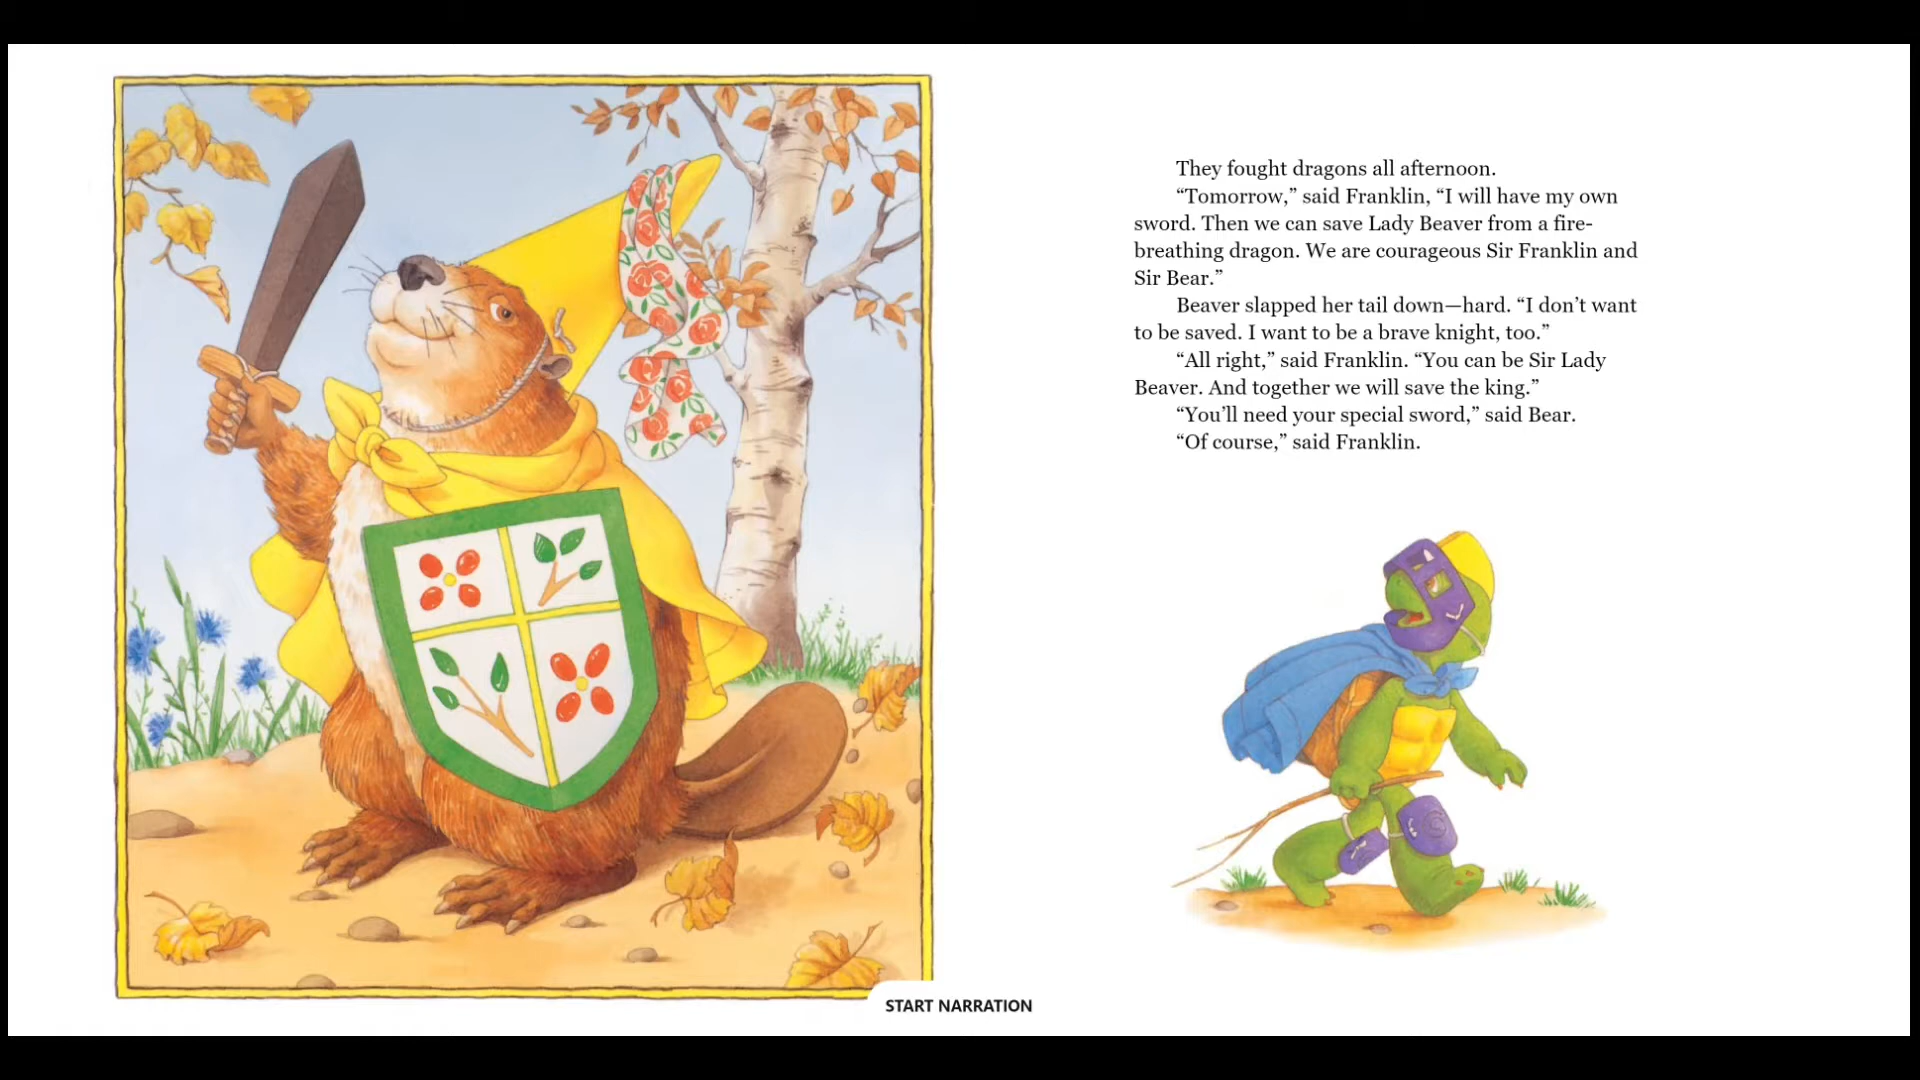 They fought dragons all afternoon.
“Tomorrow,” said Franklin, “I will have my own
sword. Then we can save Lady Beaver from a fire-
breathing dragon. We are courageous Sir Franklin and
Sir Bear.”
Beaver slapped her tail down—hard. “I don’t want
to be saved. I want to be a brave knight, too.”
“All right,” said Franklin. “You can be Sir Lady
Beaver. And together we will save the king.”
“You’ll need your special sword,” said Bear.
“Of course,” said Franklin.
START NARRATION